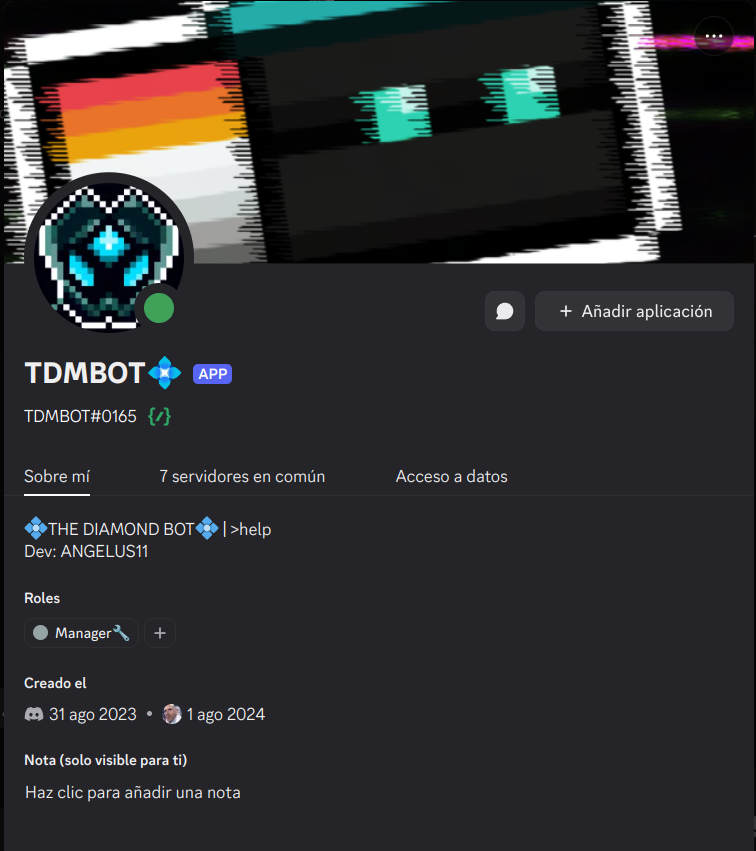 + Añadir aplicación
TDMBOT💠 APP
TDMBOT#0165 {/}
Sobre mí 7 servidores en común Acceso a datos
💠THE DIAMOND BOT💠 | >help
Dev: ANGELUS11
Roles
Manager🔧 +
Creado el
31 ago 2023 • 1 ago 2024
Nota (solo visible para ti)
Haz clic para añadir una nota